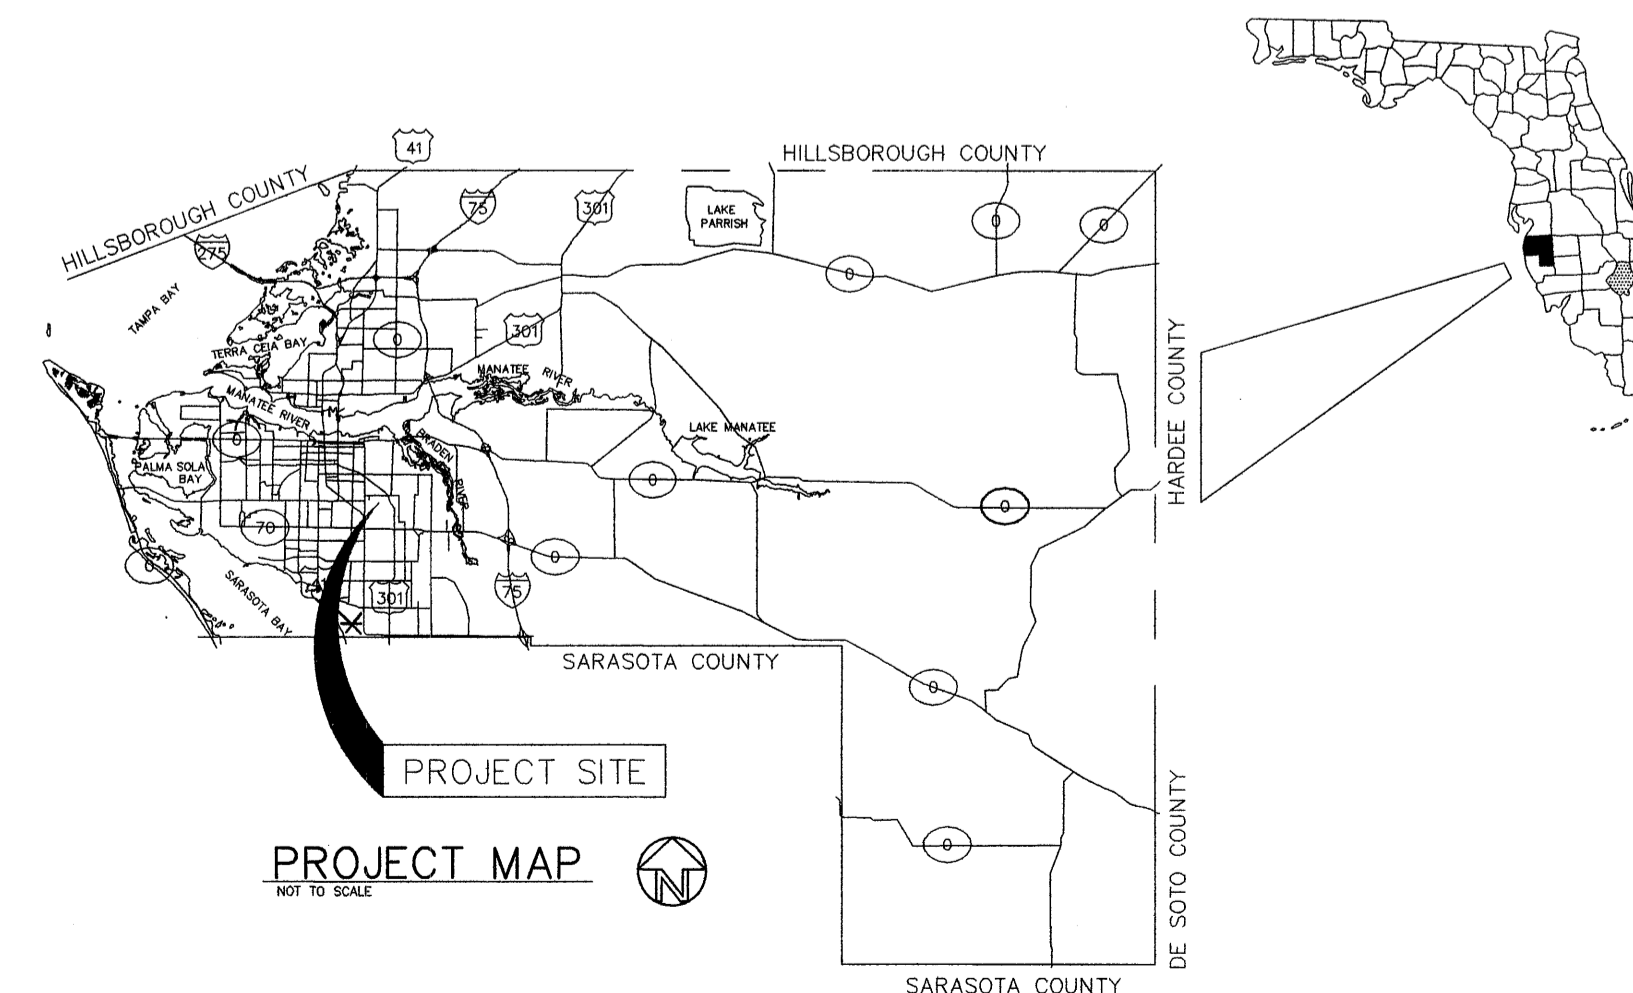 41
HILLSBOROUGH COUNTY
HILLSBOROUGH COUNTY
75
301
LAKE
PARRISH
0
0
275
0
TAMPA BAY
301
0
TERRA CEIA BAY
MANATEE RIVER
MANATEE RIVER
M
LAKE MANATEE
HARDEE COUNTY
0
BRADEN
RIVER
PALMA SOLA
BAY
0
0
70
0
0
75
301
SARASOTA BAY
SARASOTA COUNTY
0
PROJECT SITE
0
PROJECT MAP
NOT TO SCALE
N
DE SOTO COUNTY
SARASOTA COUNTY